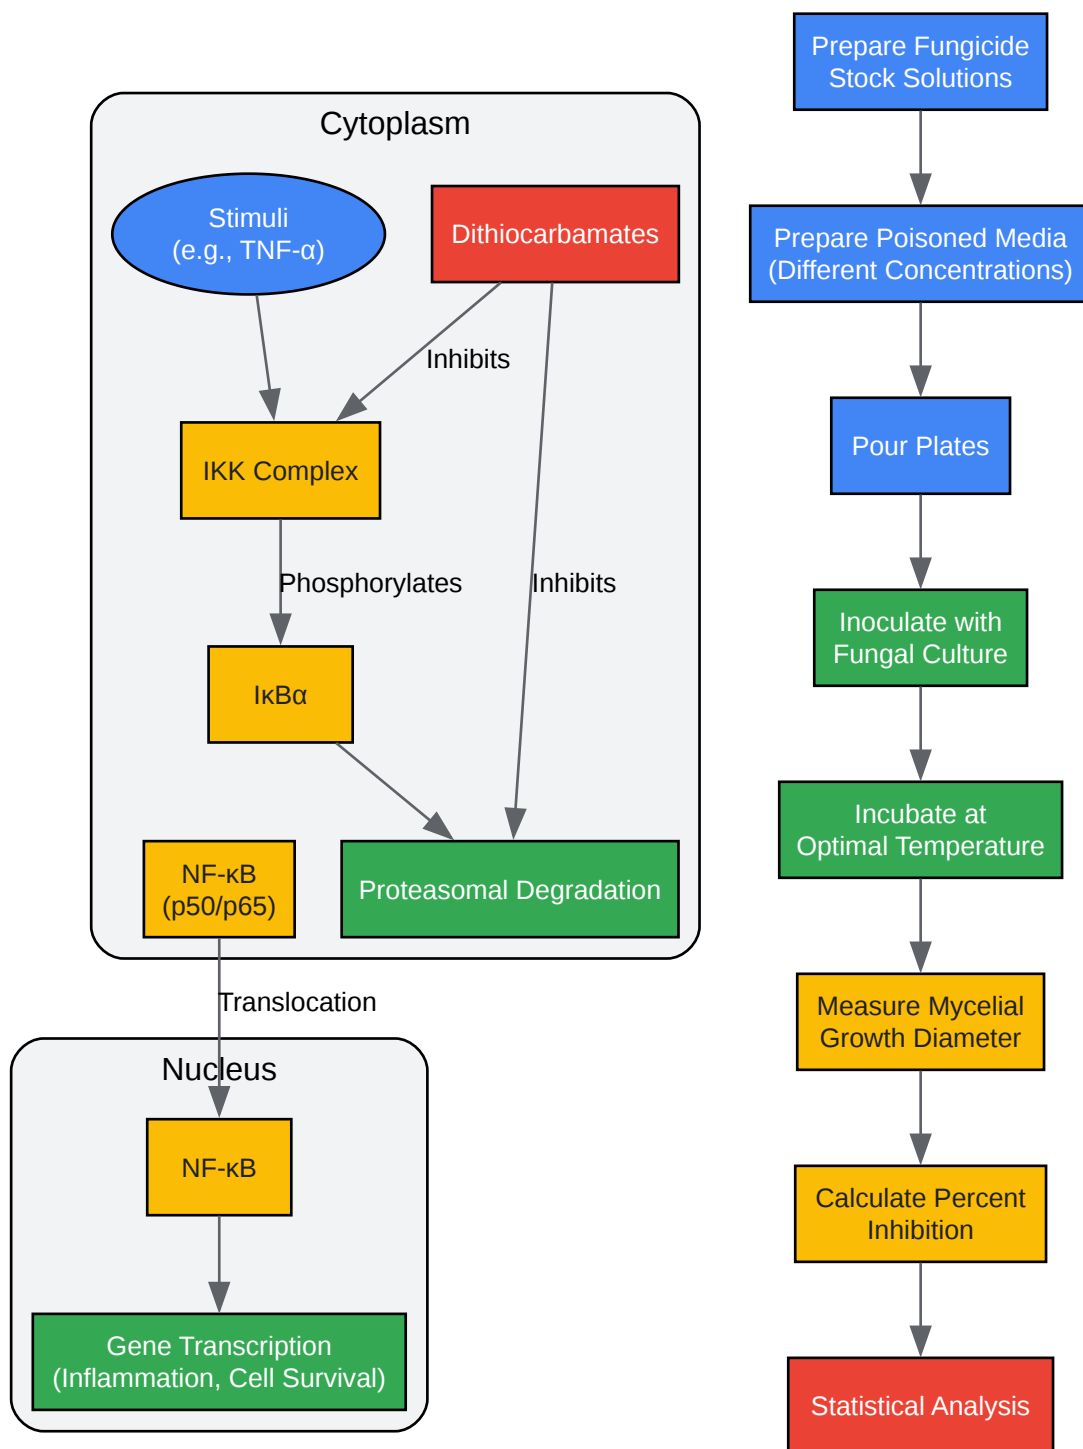 Cytoplasm
Stimuli
(e.g., TNF-α)
Dithiocarbamates
Inhibits
IKK Complex
Phosphorylates
Inhibits
IκBα
NF-κB
(p50/p65)
Proteasomal Degradation
Translocation
Nucleus
NF-κB
Gene Transcription
(Inflammation, Cell Survival)
Prepare Fungicide
Stock Solutions
Prepare Poisoned Media
(Different Concentrations)
Pour Plates
Inoculate with
Fungal Culture
Incubate at
Optimal Temperature
Measure Mycelial
Growth Diameter
Calculate Percent
Inhibition
Statistical Analysis